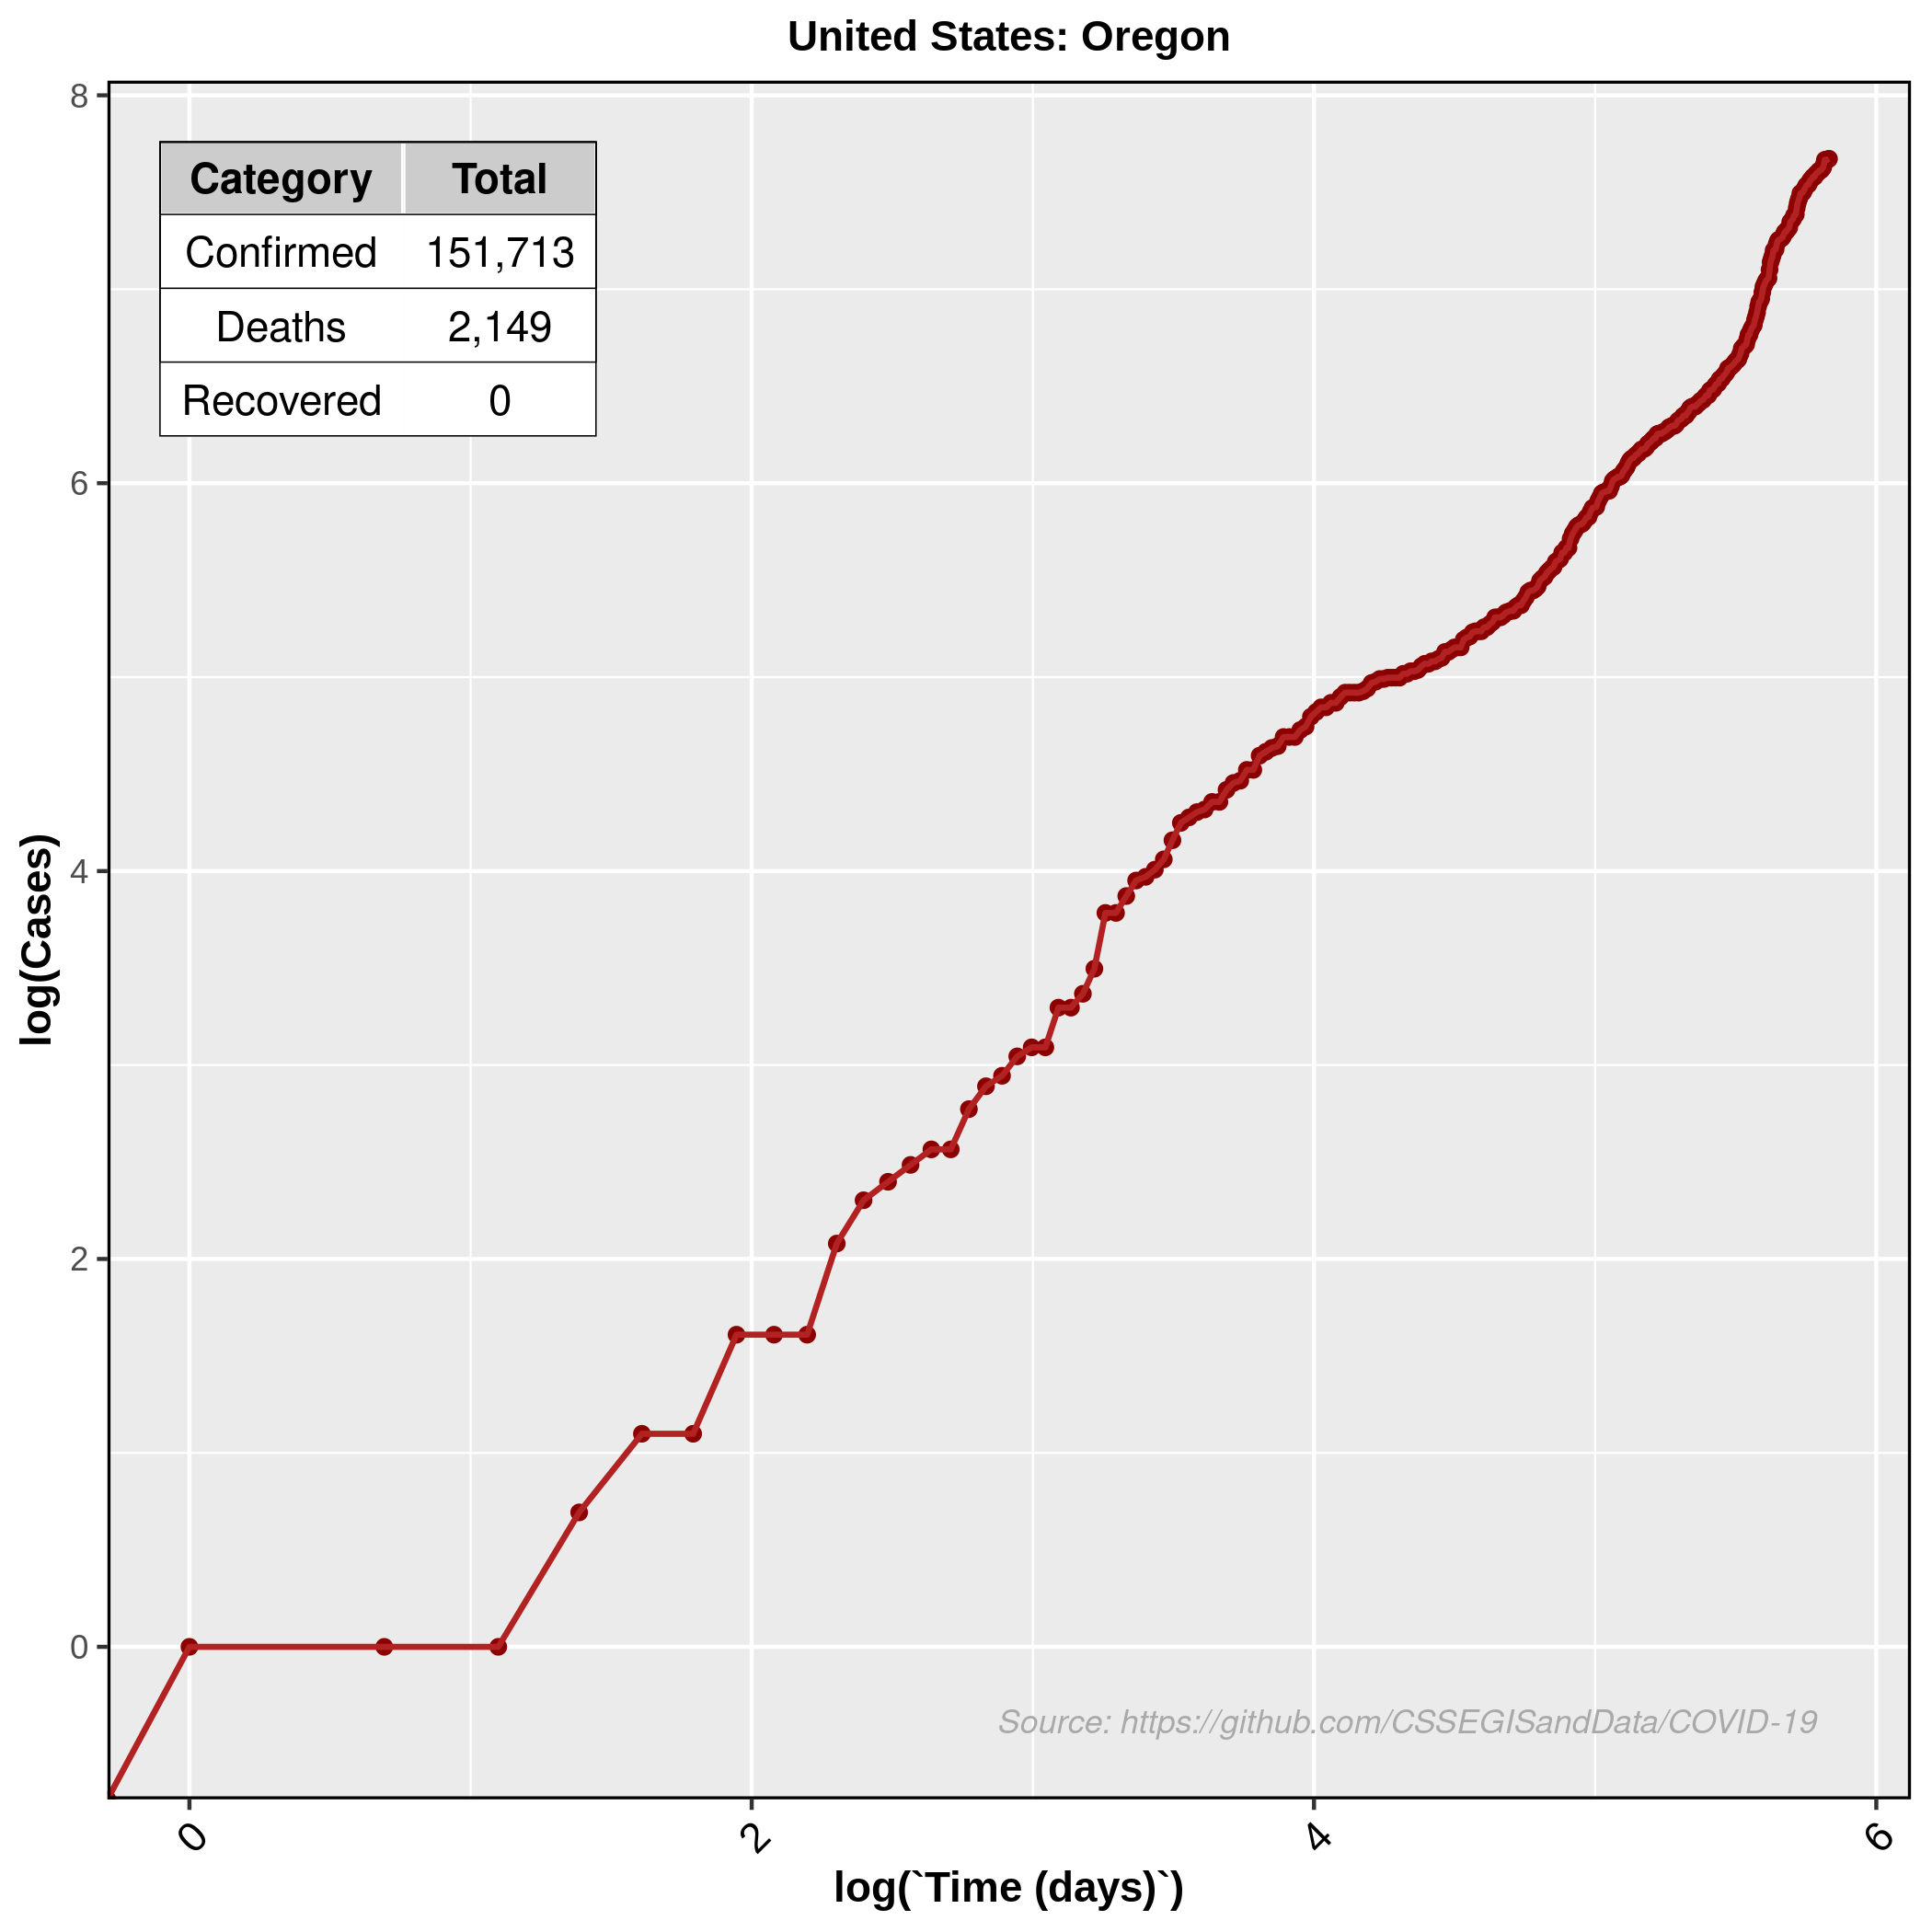 United States: Oregon
8
Category Total
Confirmed 151,713
Deaths 2,149
Recovered 0
6
4
2
0
log(Cases)
Source: https://github.com/CSSEGISandData/COVID-19
0 2 4 6
log(`Time (days)`)